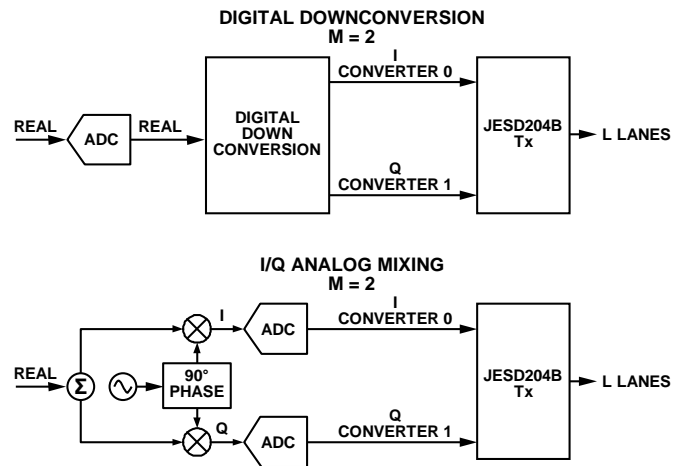 DIGITAL DOWNCONVERSION
M = 2
I
CONVERTER 0
REAL
ADC
REAL
DIGITAL
DOWN
CONVERSION
JESD204B
Tx
L LANES
Q
CONVERTER 1
I/Q ANALOG MIXING
M = 2
I
ADC
I
CONVERTER 0
REAL
Σ
90°
PHASE
JESD204B
Tx
L LANES
Q
ADC
Q
CONVERTER 1